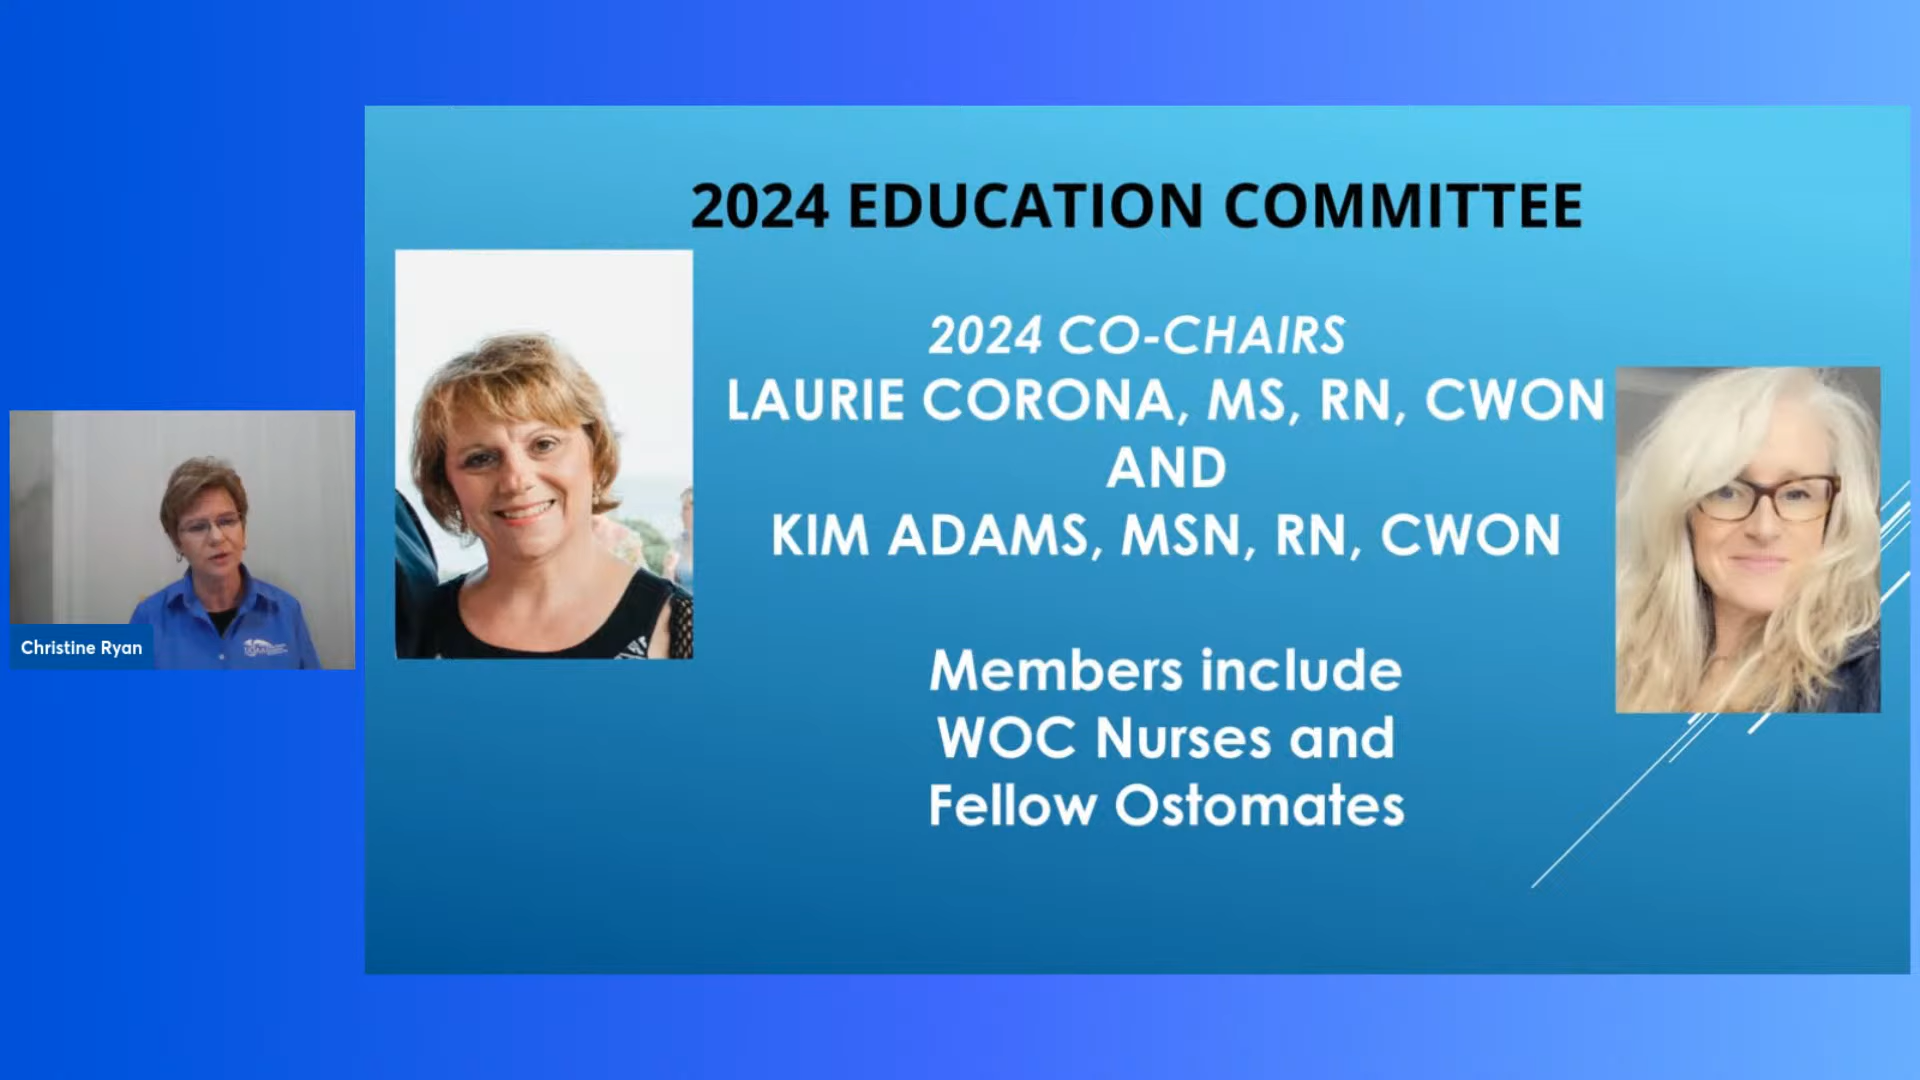 2024 EDUCATION COMMITTEE
2024 CO-CHAIRS
LAURIE CORONA, MS, RN, CWON
AND
KIM ADAMS, MSN, RN, CWON
Members include
WOC Nurses and
Fellow Ostomates
Christine Ryan
UOAA